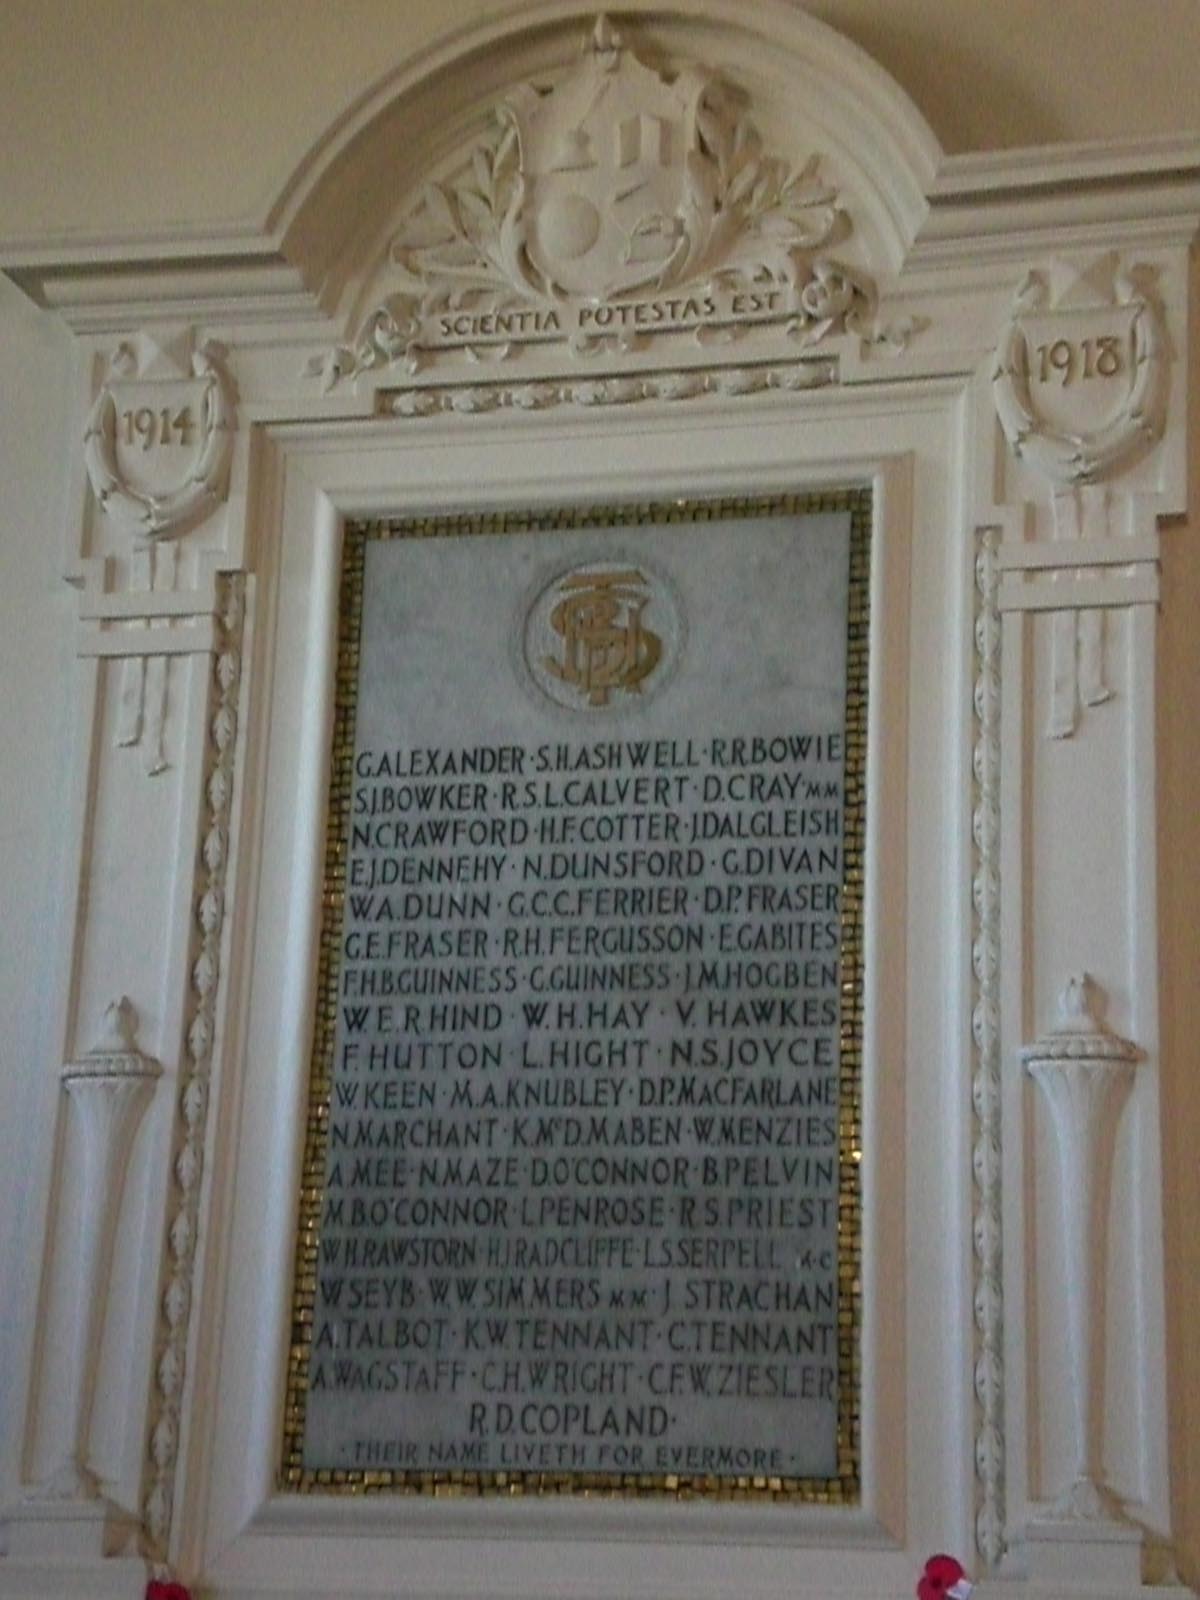 SCIENTIA POTESTAS EST
1914
1918
G.ALEXANDER·S.H.ASHWELL·R.R.BOWIE
S.J.BOWKER·R.S.L.CALVERT·D.CRAY MM
N.CRAWFORD·H.F.COTTER·J.DALGLEISH
E.J.DENNEHY·N.DUNSFORD·G.DIVAN
W.A.DUNN·G.C.C.FERRIER·D.P.FRASER
G.E.FRASER·R.H.FERGUSSON·E.GABITES
F.H.B.GUINNESS·G.GUINNESS·J.M.HOGBEN
W.E.R HIND·W.H.HAY·V.HAWKES
F.HUTTON·L.HIGHT·N.S.JOYCE
W.KEEN·M.A.KNUBLEY·D.P.MACFARLANE
N.MARCHANT·K.McD.MABEN·W.MENZIES
A.MEE·N.MAZE·D.O'CONNOR·B.PELVIN
M.B.O'CONNOR·L.PENROSE·R.S.PRIEST
W.H.RAWSTORN·H.J.RADCLIFFE·L.S.SERPELL M·C
W.SEYB·W.W.SIMMERS MM·J.STRACHAN
A.TALBOT·K.W.TENNANT·C.TENNANT
A.WAGSTAFF·C.H.WRIGHT·C.F.W.ZIESLER
R.D.COPLAND·
·THEIR NAME LIVETH FOR EVERMORE·